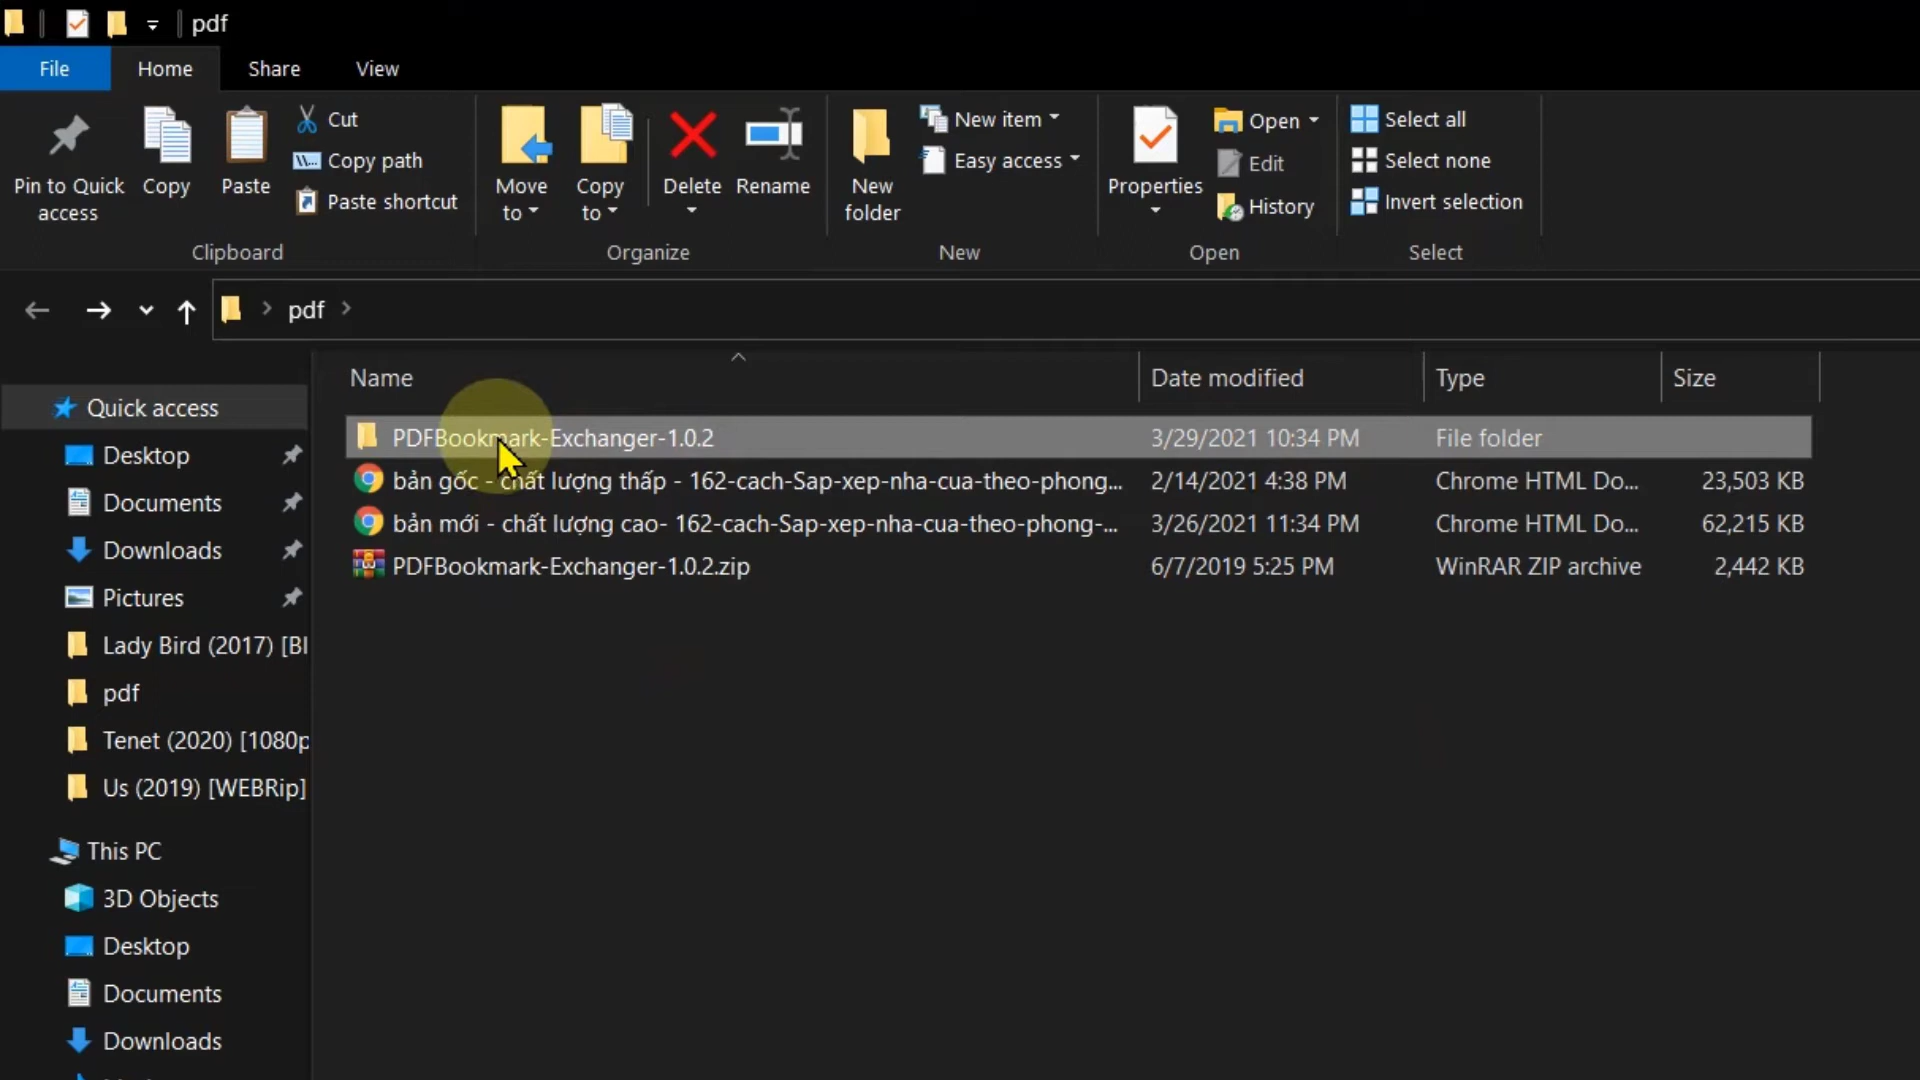 pdf
File
Home
Share
View
Pin to Quick access
Copy
Paste
Cut
Copy path
Paste shortcut
Clipboard
Move to
Copy to
Delete
Rename
Organize
New folder
New item
Easy access
New
Properties
Open
Edit
History
Open
Select all
Select none
Invert selection
Select
pdf
Name
Date modified
Type
Size
PDFBookmark-Exchanger-1.0.2 3/29/2021 10:34 PM File folder
bản gốc - chất lượng thấp - 162-cach-Sap-xep-nha-cua-theo-phong... 2/14/2021 4:38 PM Chrome HTML Do... 23,503 KB
bản mới - chất lượng cao- 162-cach-Sap-xep-nha-cua-theo-phong-... 3/26/2021 11:34 PM Chrome HTML Do... 62,215 KB
PDFBookmark-Exchanger-1.0.2.zip 6/7/2019 5:25 PM WinRAR ZIP archive 2,442 KB
Quick access
Desktop
Documents
Downloads
Pictures
Lady Bird (2017) [Bl
pdf
Tenet (2020) [1080p
Us (2019) [WEBRip]
This PC
3D Objects
Desktop
Documents
Downloads